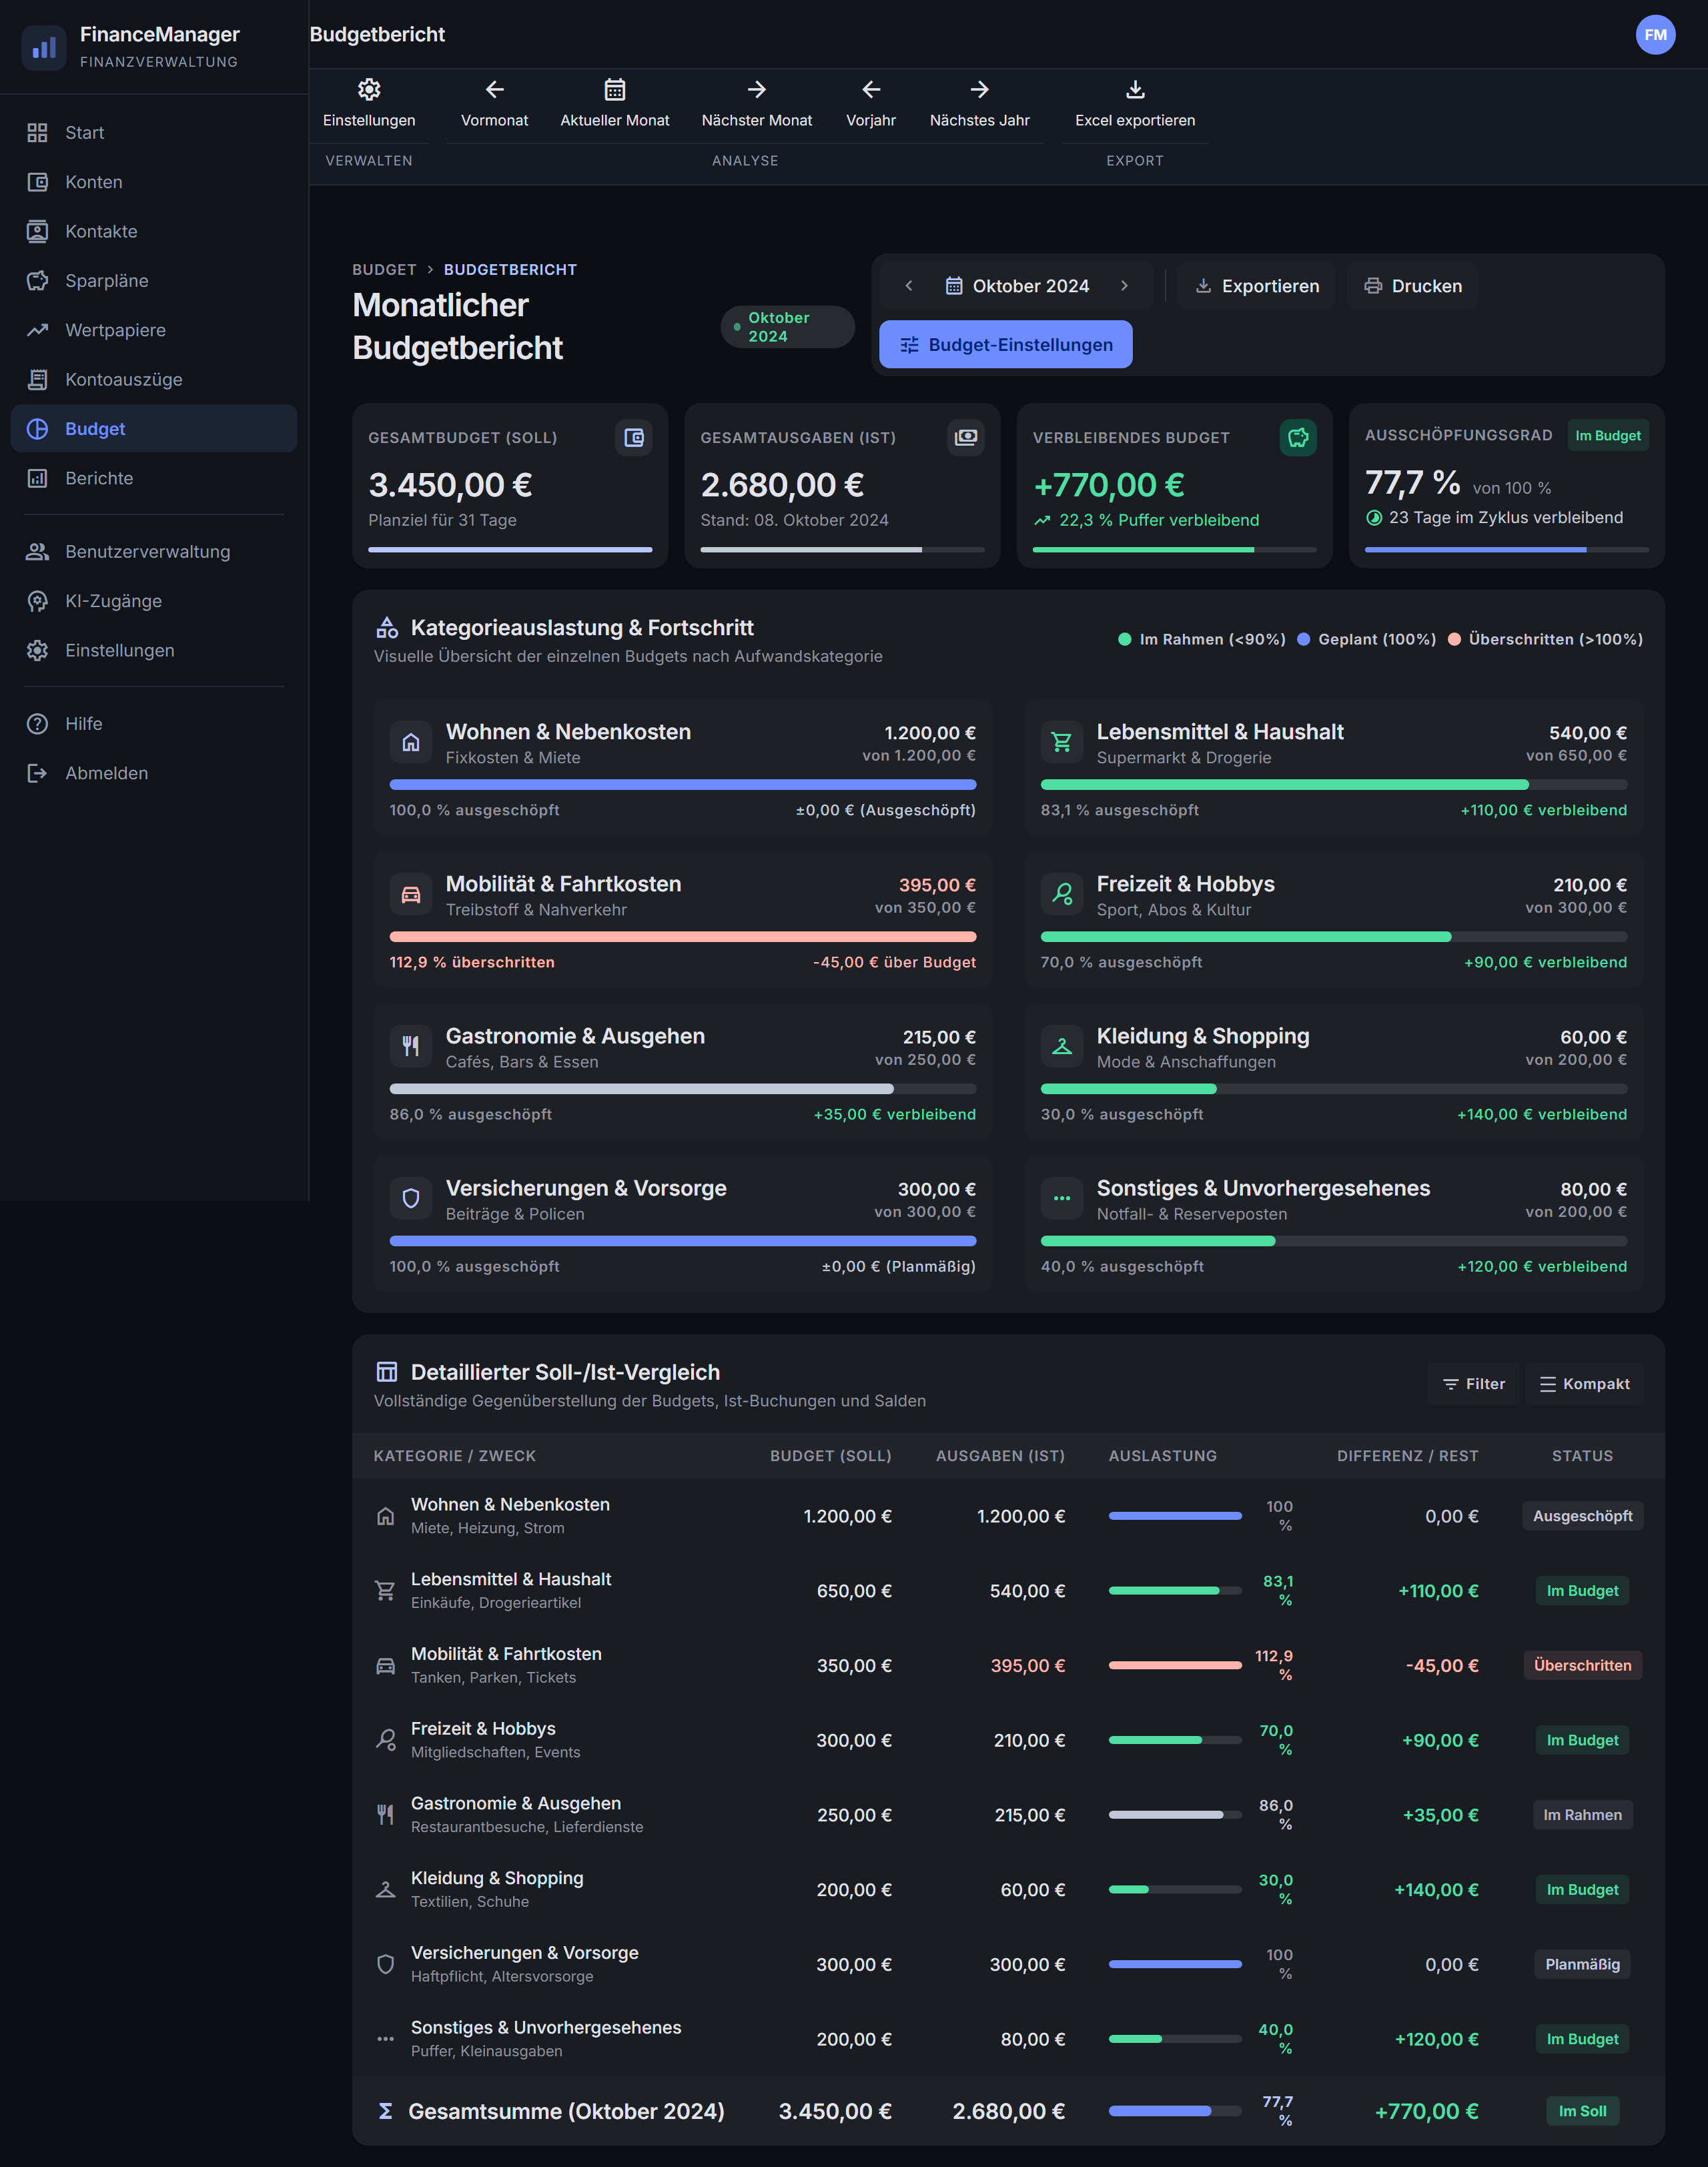 FinanceManager
FINANZVERWALTUNG
Start
Konten
Kontakte
Sparpläne
Wertpapiere
Kontoauszüge
Budget
Berichte
Benutzerverwaltung
KI-Zugänge
Einstellungen
Hilfe
Abmelden
Budgetbericht
FM
Einstellungen
VERWALTEN
Vormonat
Aktueller Monat
Nächster Monat
Vorjahr
Nächstes Jahr
ANALYSE
Excel exportieren
EXPORT
BUDGET › BUDGETBERICHT
Monatlicher
Budgetbericht
Oktober
2024
Oktober 2024
Exportieren
Drucken
Budget-Einstellungen
GESAMTBUDGET (SOLL)
3.450,00 €
Planziel für 31 Tage
GESAMTAUSGABEN (IST)
2.680,00 €
Stand: 08. Oktober 2024
VERBLEIBENDES BUDGET
+770,00 €
22,3 % Puffer verbleibend
AUSSCHÖPFUNGSGRAD
Im Budget
77,7 % von 100 %
23 Tage im Zyklus verbleibend
Kategorieauslastung & Fortschritt
Visuelle Übersicht der einzelnen Budgets nach Aufwandskategorie
Im Rahmen (<90%)
Geplant (100%)
Überschritten (>100%)
Wohnen & Nebenkosten
Fixkosten & Miete
1.200,00 €
von 1.200,00 €
100,0 % ausgeschöpft
±0,00 € (Ausgeschöpft)
Lebensmittel & Haushalt
Supermarkt & Drogerie
540,00 €
von 650,00 €
83,1 % ausgeschöpft
+110,00 € verbleibend
Mobilität & Fahrtkosten
Treibstoff & Nahverkehr
395,00 €
von 350,00 €
112,9 % überschritten
-45,00 € über Budget
Freizeit & Hobbys
Sport, Abos & Kultur
210,00 €
von 300,00 €
70,0 % ausgeschöpft
+90,00 € verbleibend
Gastronomie & Ausgehen
Cafés, Bars & Essen
215,00 €
von 250,00 €
86,0 % ausgeschöpft
+35,00 € verbleibend
Kleidung & Shopping
Mode & Anschaffungen
60,00 €
von 200,00 €
30,0 % ausgeschöpft
+140,00 € verbleibend
Versicherungen & Vorsorge
Beiträge & Policen
300,00 €
von 300,00 €
100,0 % ausgeschöpft
±0,00 € (Planmäßig)
Sonstiges & Unvorhergesehenes
Notfall- & Reserveposten
80,00 €
von 200,00 €
40,0 % ausgeschöpft
+120,00 € verbleibend
Detaillierter Soll-/Ist-Vergleich
Vollständige Gegenüberstellung der Budgets, Ist-Buchungen und Salden
Filter
Kompakt
KATEGORIE / ZWECK
BUDGET (SOLL)
AUSGABEN (IST)
AUSLASTUNG
DIFFERENZ / REST
STATUS
Wohnen & Nebenkosten
Miete, Heizung, Strom
1.200,00 €
1.200,00 €
100
%
0,00 €
Ausgeschöpft
Lebensmittel & Haushalt
Einkäufe, Drogerieartikel
650,00 €
540,00 €
83,1
%
+110,00 €
Im Budget
Mobilität & Fahrtkosten
Tanken, Parken, Tickets
350,00 €
395,00 €
112,9
%
-45,00 €
Überschritten
Freizeit & Hobbys
Mitgliedschaften, Events
300,00 €
210,00 €
70,0
%
+90,00 €
Im Budget
Gastronomie & Ausgehen
Restaurantbesuche, Lieferdienste
250,00 €
215,00 €
86,0
%
+35,00 €
Im Rahmen
Kleidung & Shopping
Textilien, Schuhe
200,00 €
60,00 €
30,0
%
+140,00 €
Im Budget
Versicherungen & Vorsorge
Haftpflicht, Altersvorsorge
300,00 €
300,00 €
100
%
0,00 €
Planmäßig
Sonstiges & Unvorhergesehenes
Puffer, Kleinausgaben
200,00 €
80,00 €
40,0
%
+120,00 €
Im Budget
Σ Gesamtsumme (Oktober 2024)
3.450,00 €
2.680,00 €
77,7
%
+770,00 €
Im Soll